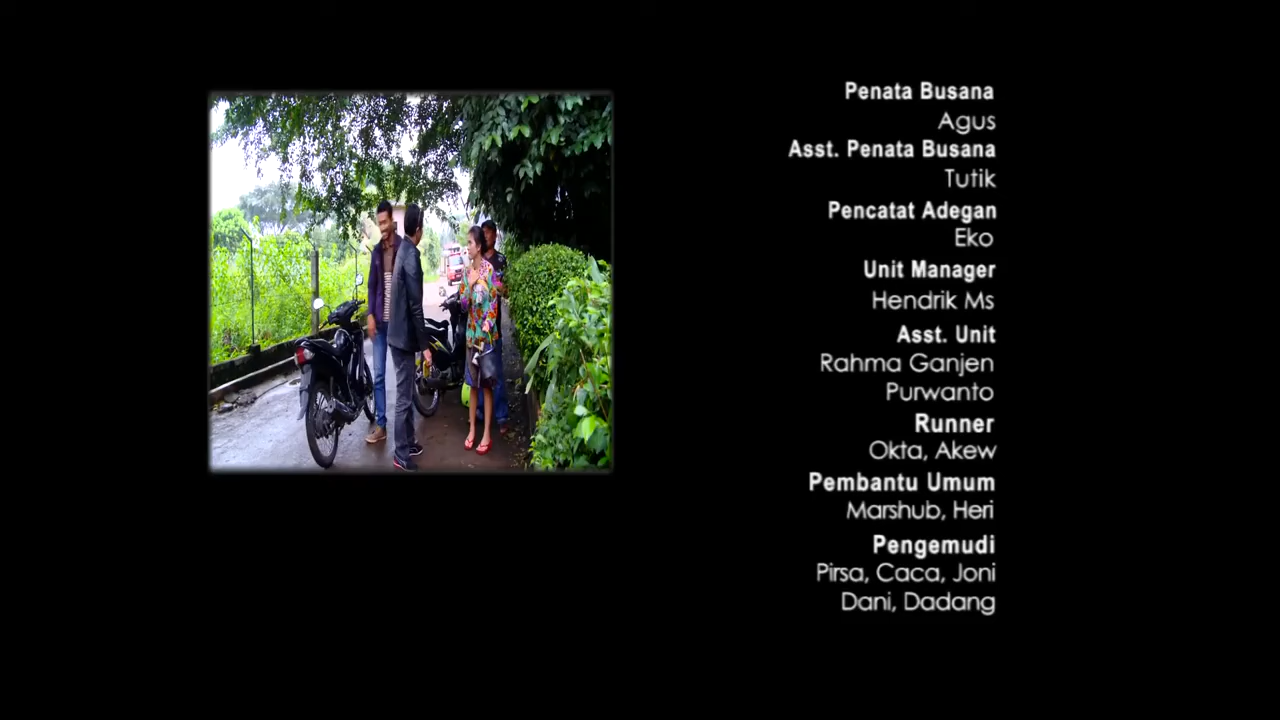 Penata Busana
Agus
Asst. Penata Busana
Tutik
Pencatat Adegan
Eko
Unit Manager
Hendrik Ms
Asst. Unit
Rahma Ganjen
Purwanto
Runner
Okta, Akew
Pembantu Umum
Marshub, Heri
Pengemudi
Pirsa, Caca, Joni
Dani, Dadang